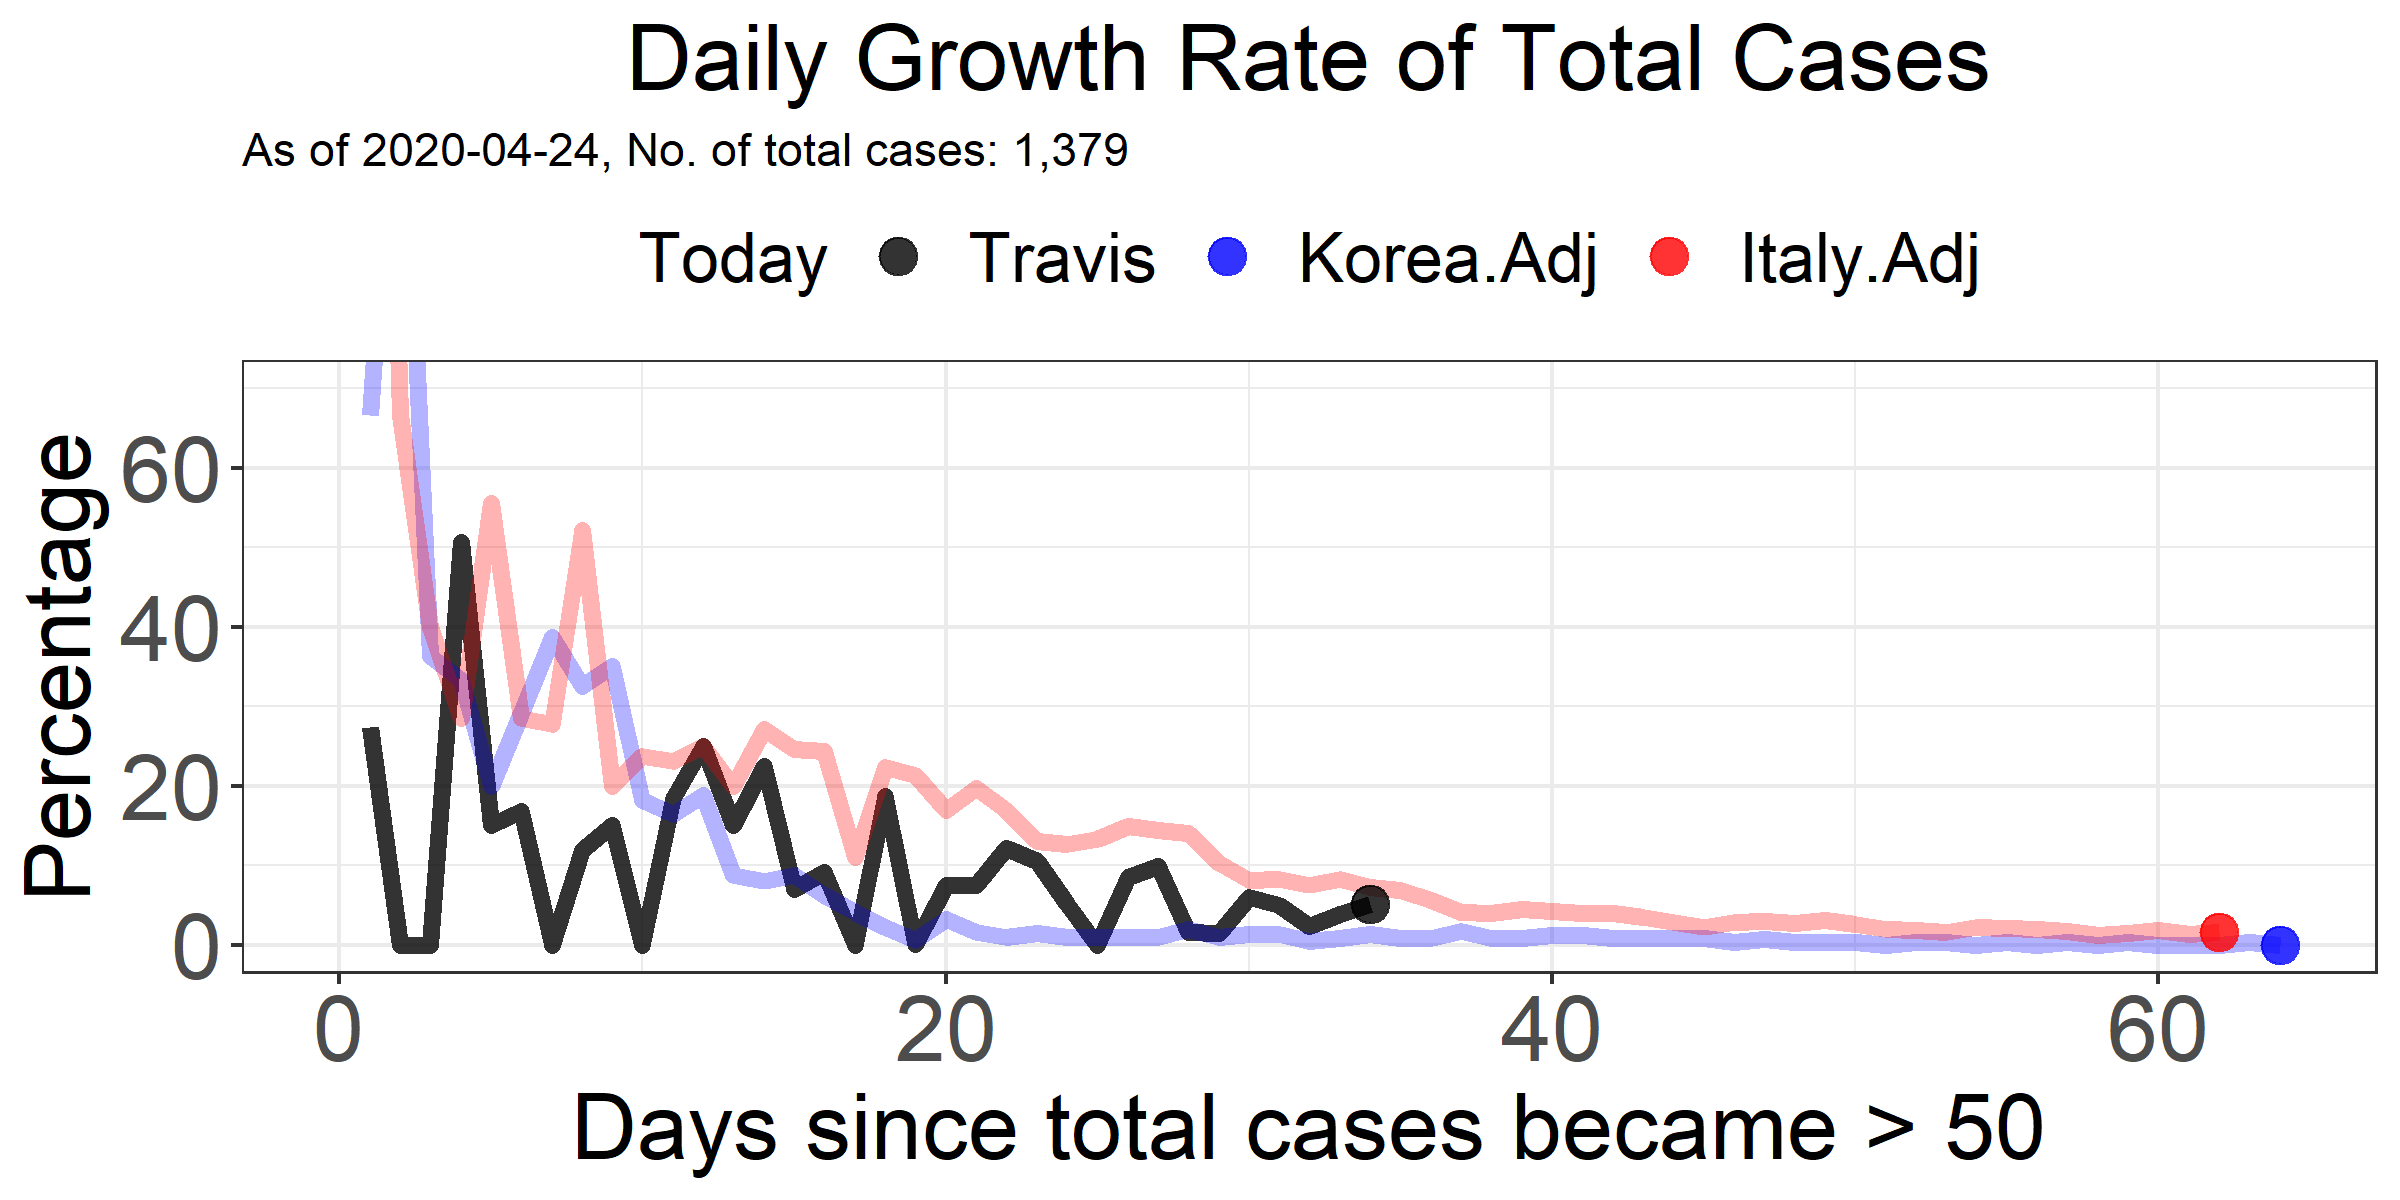 Daily Growth Rate of Total Cases
As of 2020-04-24, No. of total cases: 1,379
Today Travis Korea.Adj Italy.Adj
Percentage
60
40
20
0
0 20 40 60
Days since total cases became > 50